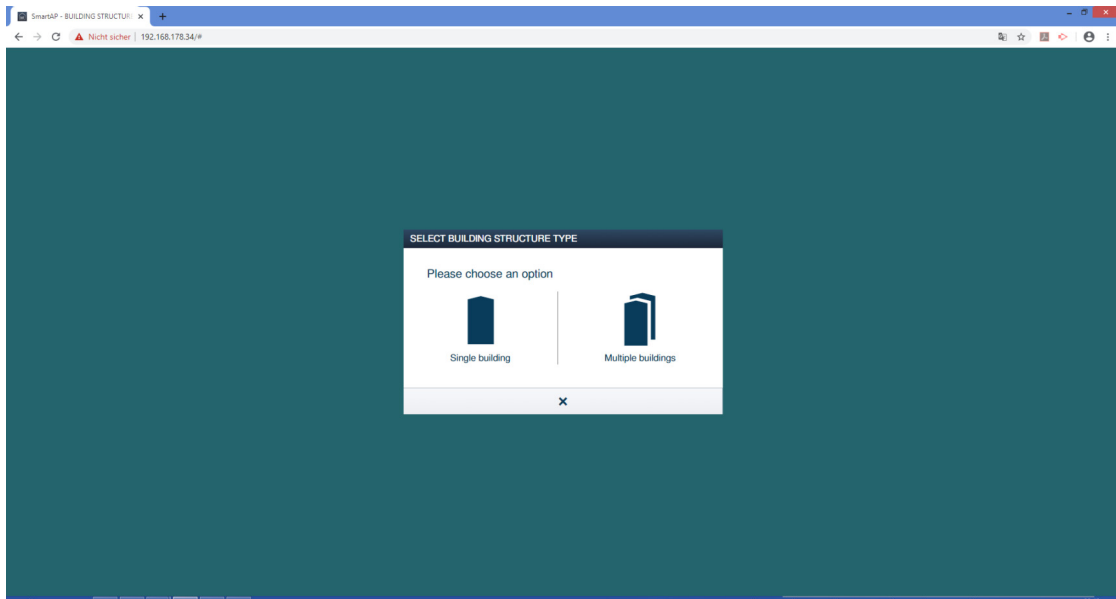 SmartAP - BUILDING STRUCTUR
Nicht sicher | 192.168.178.34/#
SELECT BUILDING STRUCTURE TYPE
Please choose an option
Single building
Multiple buildings